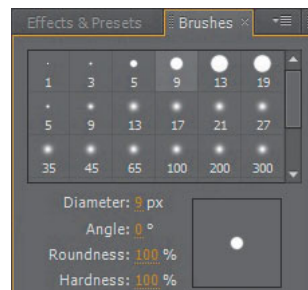 Effects & Presets Brushes ×
1 3 5 9 13 19
5 9 13 17 21 27
35 45 65 100 200 300
Diameter: 9 px
Angle: 0 °
Roundness: 100 %
Hardness: 100 %